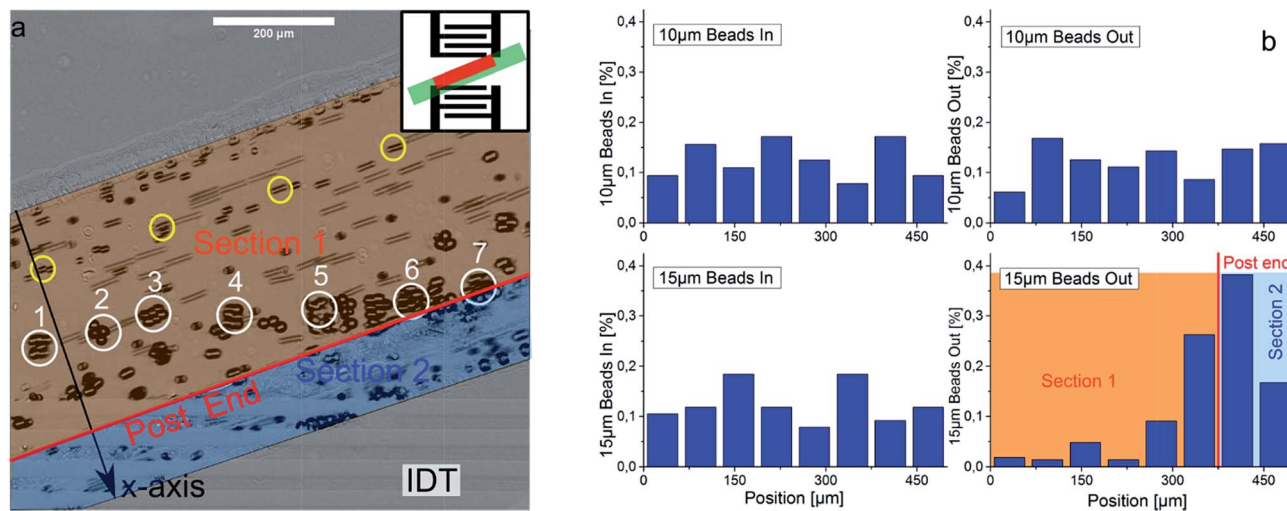 a
200 µm
Section 1
1 2 3 4 5 6 7
Section 2
Post End
x-axis
IDT
b
10µm Beads In
10µm Beads In [%]
0,4
0,3
0,2
0,1
0,0
0 150 300 450
10µm Beads Out
10µm Beads Out [%]
0,4
0,3
0,2
0,1
0,0
0 150 300 450
15µm Beads In
15µm Beads In [%]
0,4
0,3
0,2
0,1
0,0
0 150 300 450
Position [µm]
15µm Beads Out
Post end
15µm Beads Out [%]
0,4
0,3
0,2
0,1
0,0
Section 1
Section 2
0 150 300 450
Position [µm]